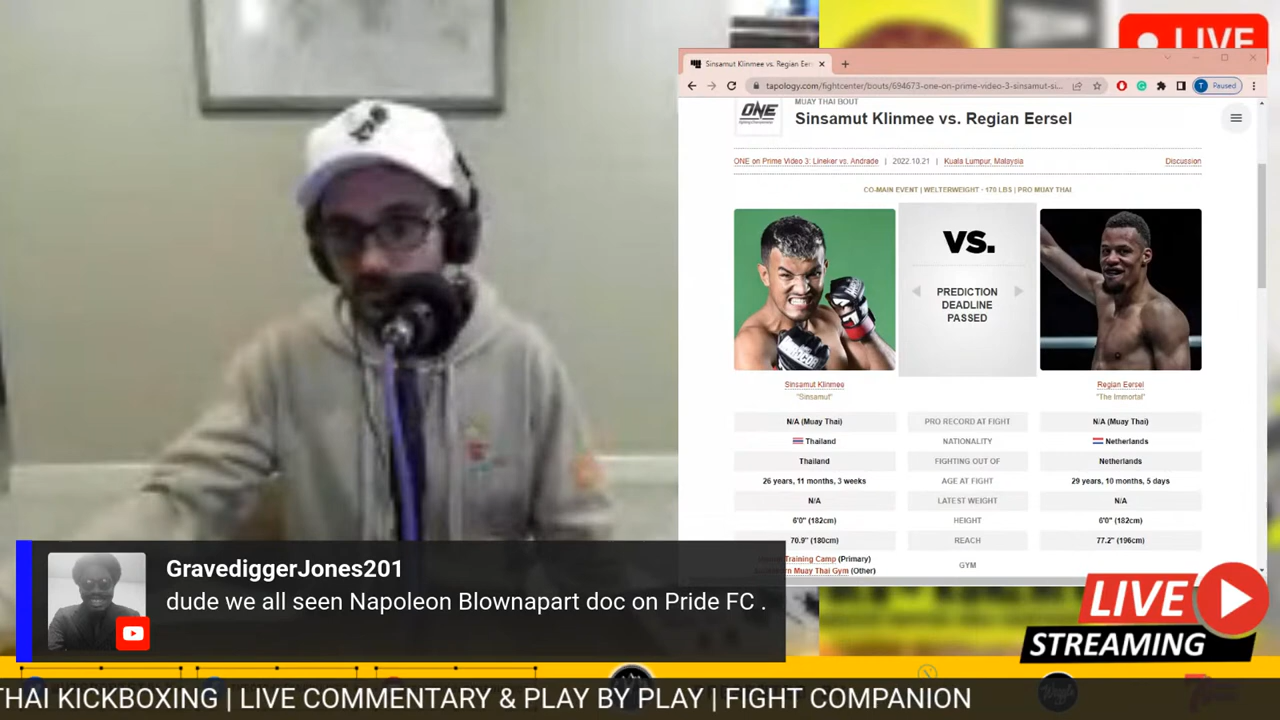 LIVE
Sinsamut Klinmee vs. Regian Eer
tapology.com/fightcenter/bouts/694673-one-on-prime-video-3-sinsamut-si...
Paused
MUAY THAI BOUT
ONE
Sinsamut Klinmee vs. Regian Eersel
ONE on Prime Video 3: Lineker vs. Andrade | 2022.10.21 | Kuala Lumpur, Malaysia
Discussion
CO-MAIN EVENT | WELTERWEIGHT · 170 LBS | PRO MUAY THAI
VS.
PREDICTION
DEADLINE
PASSED
Sinsamut Klinmee
"Sinsamut"
Regian Eersel
"The Immortal"
N/A (Muay Thai) PRO RECORD AT FIGHT N/A (Muay Thai)
Thailand NATIONALITY Netherlands
Thailand FIGHTING OUT OF Netherlands
26 years, 11 months, 3 weeks AGE AT FIGHT 29 years, 10 months, 5 days
N/A LATEST WEIGHT N/A
6'0" (182cm) HEIGHT 6'0" (182cm)
70.9" (180cm) REACH 77.2" (196cm)
Training Camp (Primary)
GYM
Muay Thai Gym (Other)
GravediggerJones201
dude we all seen Napoleon Blownapart doc on Pride FC .
LIVE
STREAMING
THAI KICKBOXING | LIVE COMMENTARY & PLAY BY PLAY | FIGHT COMPANION